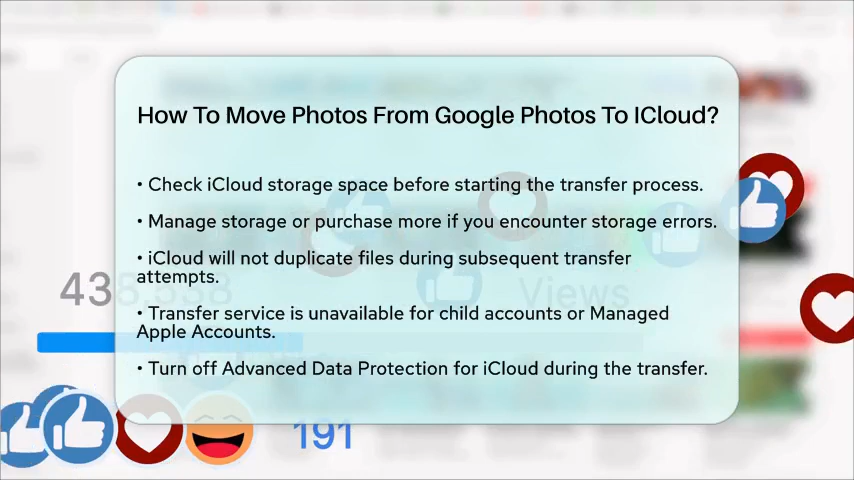 How To Move Photos From Google Photos To ICloud?
• Check iCloud storage space before starting the transfer process.
• Manage storage or purchase more if you encounter storage errors.
• iCloud will not duplicate files during subsequent transfer
attempts.
• Transfer service is unavailable for child accounts or Managed
Apple Accounts.
• Turn off Advanced Data Protection for iCloud during the transfer.
438,538
Views
191